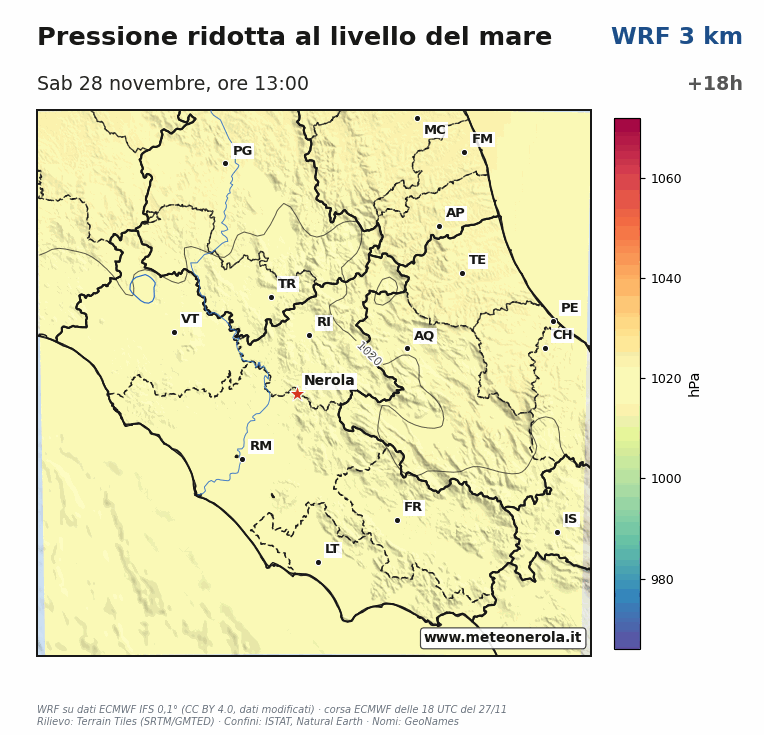 Pressione ridotta al livello del mare
WRF 3 km
Sab 28 novembre, ore 13:00
+18h
MC
FM
PG
AP
TE
TR
PE
VT
RI
AQ
CH
1020
Nerola
RM
FR
IS
LT
www.meteonerola.it
1060
1040
1020
1000
980
hPa
WRF su dati ECMWF IFS 0,1° (CC BY 4.0, dati modificati) · corsa ECMWF delle 18 UTC del 27/11
Rilievo: Terrain Tiles (SRTM/GMTED) · Confini: ISTAT, Natural Earth · Nomi: GeoNames